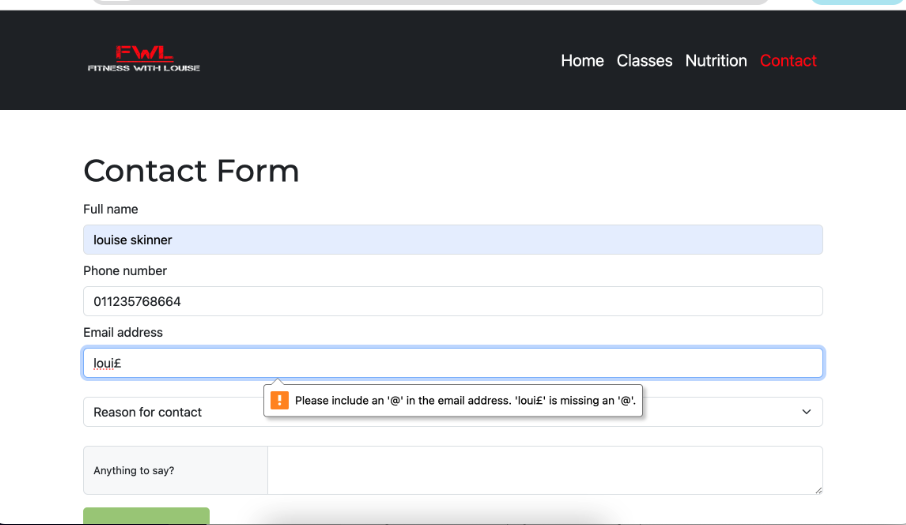 FWL
FITNESS WITH LOUISE
Home Classes Nutrition Contact
Contact Form
Full name
louise skinner
Phone number
011235768664
Email address
loui£
! Please include an '@' in the email address. 'loui£' is missing an '@'.
Reason for contact
Anything to say?